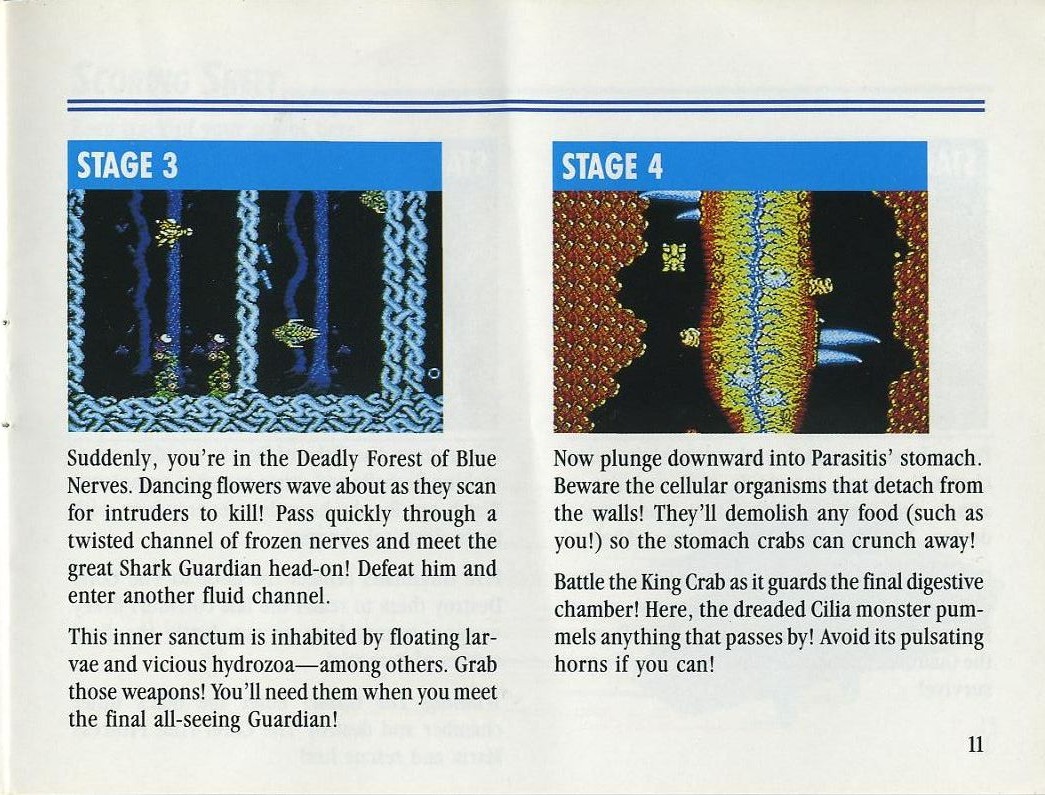 STAGE 3
Suddenly, you're in the Deadly Forest of Blue
Nerves. Dancing flowers wave about as they scan
for intruders to kill! Pass quickly through a
twisted channel of frozen nerves and meet the
great Shark Guardian head-on! Defeat him and
enter another fluid channel.
This inner sanctum is inhabited by floating lar-
vae and vicious hydrozoa—among others. Grab
those weapons! You'll need them when you meet
the final all-seeing Guardian!
STAGE 4
Now plunge downward into Parasitis' stomach.
Beware the cellular organisms that detach from
the walls! They'll demolish any food (such as
you!) so the stomach crabs can crunch away!
Battle the King Crab as it guards the final digestive
chamber! Here, the dreaded Cilia monster pum-
mels anything that passes by! Avoid its pulsating
horns if you can!
11